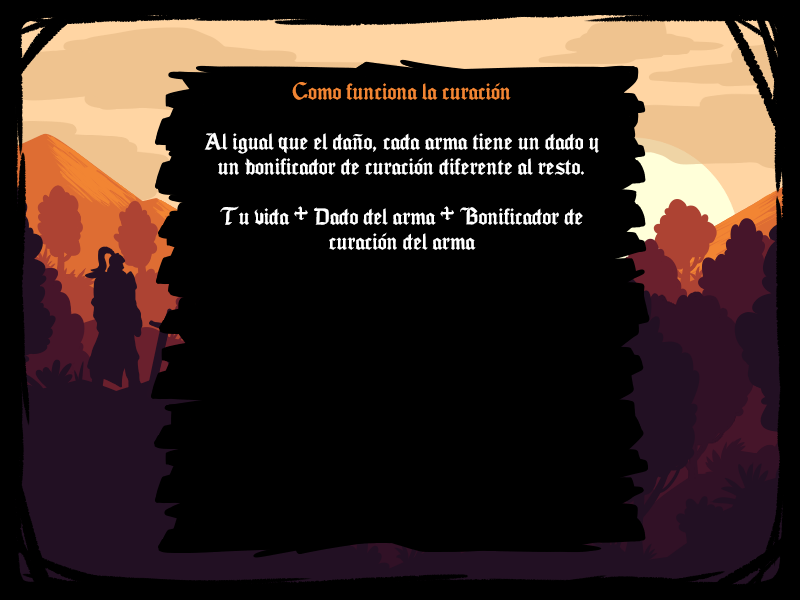 Como funciona la curación
Al igual que el daño, cada arma tiene un dado y
un bonificador de curación diferente al resto.
Tu vida + Dado del arma + Bonificador de
curación del arma